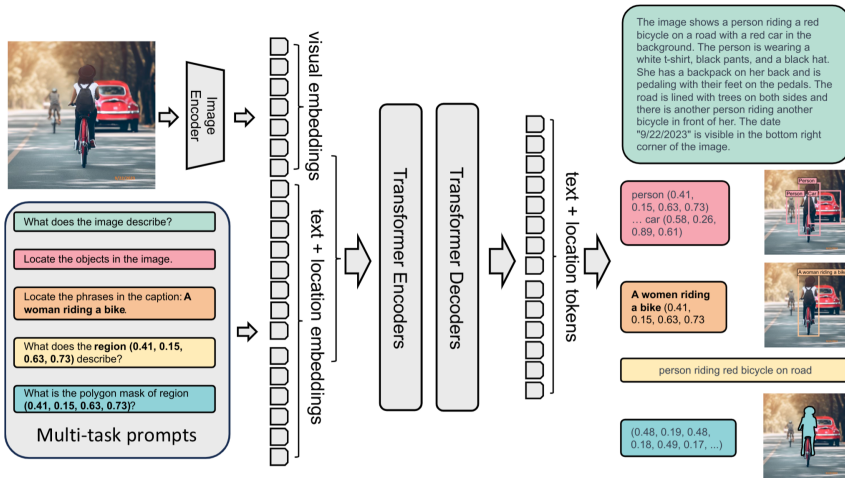 Image
Encoder
visual embeddings
text + location embeddings
Transformer Encoders
Transformer Decoders
text + location tokens
What does the image describe?
Locate the objects in the image.
Locate the phrases in the caption: A
woman riding a bike.
What does the region (0.41, 0.15,
0.63, 0.73) describe?
What is the polygon mask of region
(0.41, 0.15, 0.63, 0.73)?
Multi-task prompts
The image shows a person riding a red
bicycle on a road with a red car in the
background. The person is wearing a
white t-shirt, black pants, and a black hat.
She has a backpack on her back and is
pedaling with their feet on the pedals. The
road is lined with trees on both sides and
there is another person riding another
bicycle in front of her. The date
"9/22/2023" is visible in the bottom right
corner of the image.
person (0.41,
0.15, 0.63, 0.73)
... car (0.58, 0.26,
0.89, 0.61)
Person
Person
Car
A women riding
a bike (0.41,
0.15, 0.63, 0.73
A woman riding a bike
person riding red bicycle on road
(0.48, 0.19, 0.48,
0.18, 0.49, 0.17, ...)